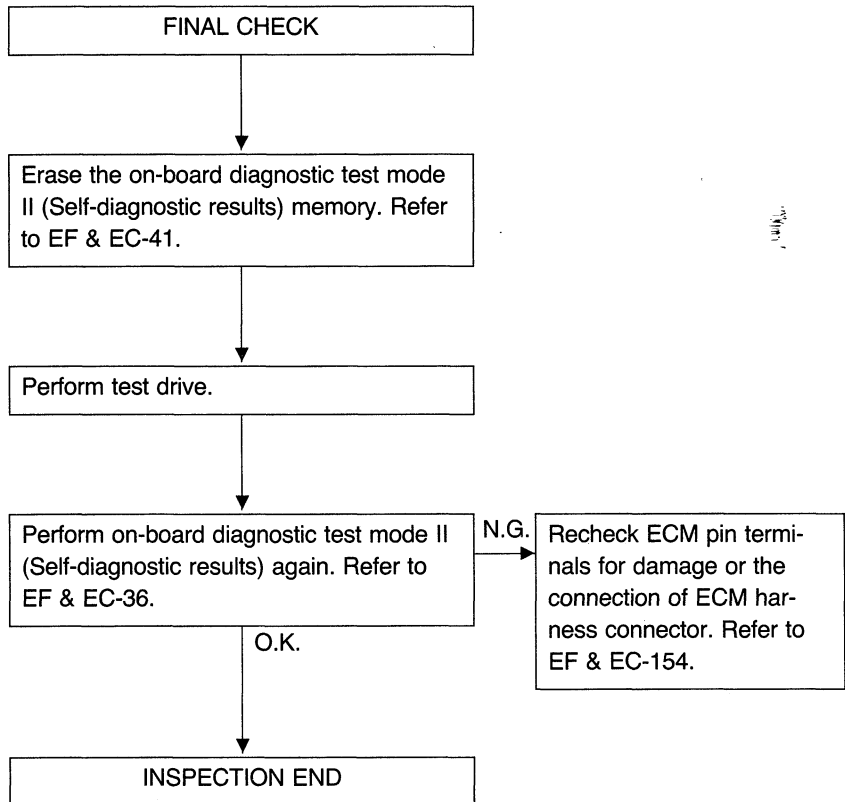 FINAL CHECK
Erase the on-board diagnostic test mode
II (Self-diagnostic results) memory. Refer
to EF & EC-41.
Perform test drive.
Perform on-board diagnostic test mode II
(Self-diagnostic results) again. Refer to
EF & EC-36.
N.G.
Recheck ECM pin termi-
nals for damage or the
connection of ECM har-
ness connector. Refer to
EF & EC-154.
O.K.
INSPECTION END